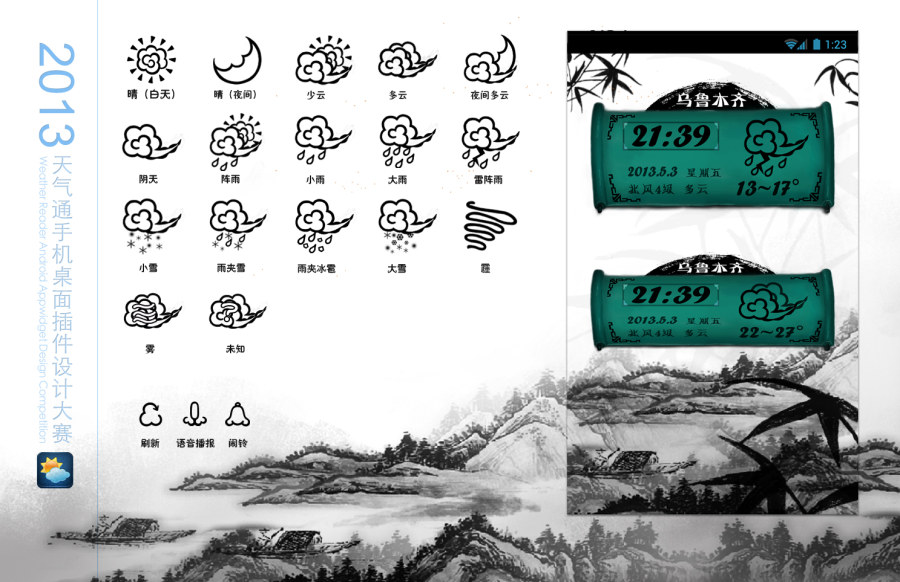 2013
天气通手机桌面插件设计大赛
Weather Reader Android Appwidget Design Competition
晴（白天）
晴（夜间）
少云
多云
夜间多云
阴天
阵雨
小雨
大雨
雷阵雨
小雪
雨夹雪
雨夹冰雹
大雪
霾
雾
未知
刷新
语音播报
闹铃
1:23
乌鲁木齐
21:39
2013.5.3 星期五
北风4级 多云
13~17°
乌鲁木齐
21:39
2013.5.3 星期五
北风4级 多云
22~27°